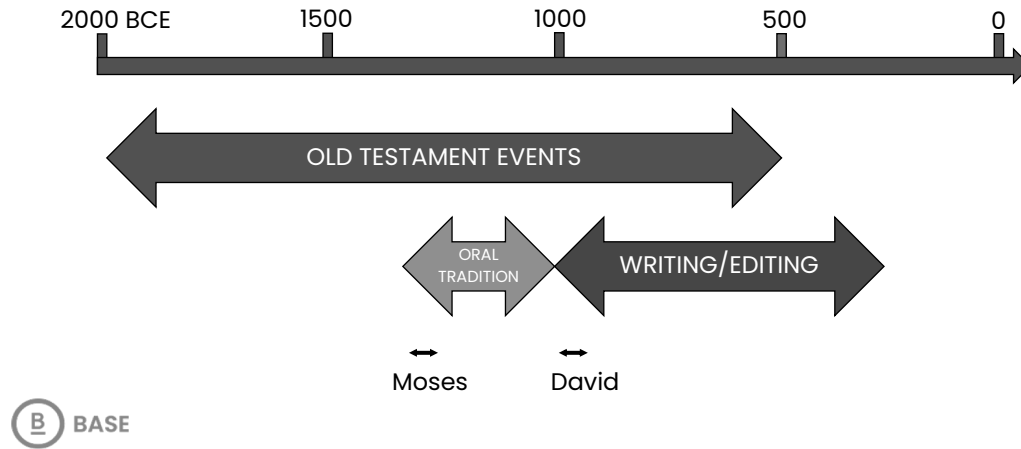 2000 BCE 1500 1000 500 0
OLD TESTAMENT EVENTS
ORAL
TRADITION
WRITING/EDITING
Moses David
B BASE